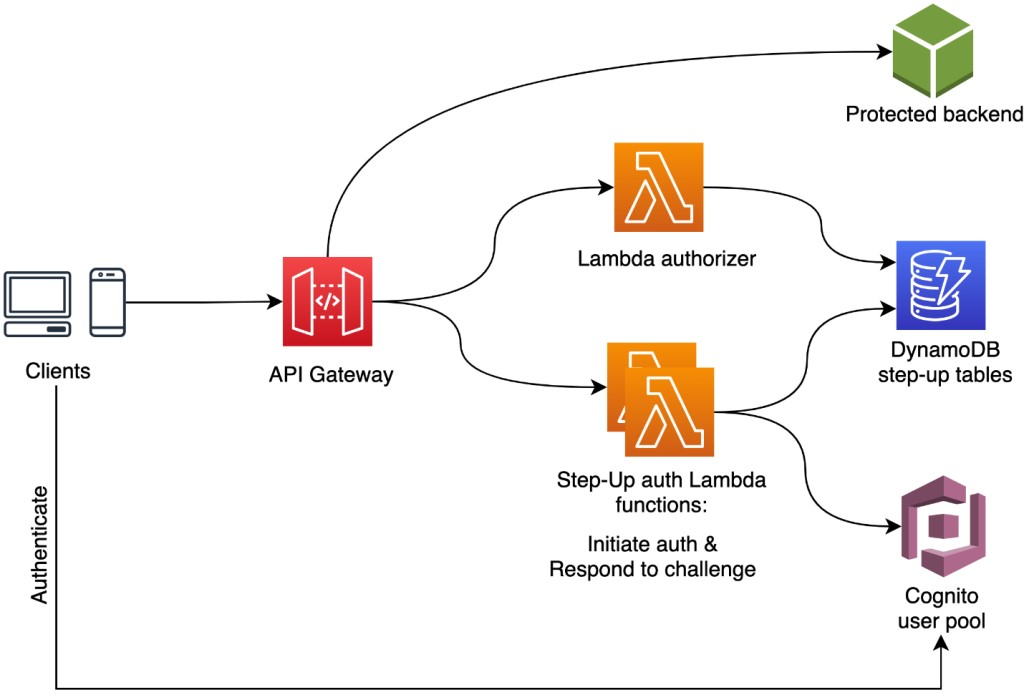 Protected backend
Lambda authorizer
Clients
API Gateway
DynamoDB
step-up tables
Step-Up auth Lambda
functions:
Initiate auth &
Respond to challenge
Authenticate
Cognito
user pool